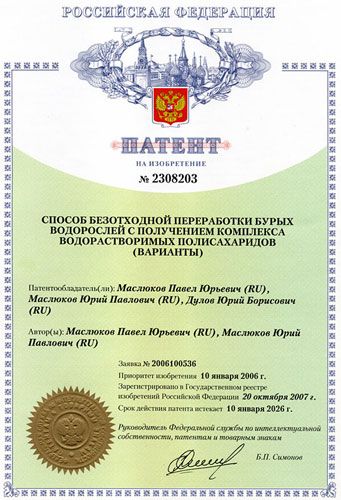 РОССИЙСКАЯ ФЕДЕРАЦИЯ
ПАТЕНТ
НА ИЗОБРЕТЕНИЕ
№ 2308203
СПОСОБ БЕЗОТХОДНОЙ ПЕРЕРАБОТКИ БУРЫХ
ВОДОРОСЛЕЙ С ПОЛУЧЕНИЕМ КОМПЛЕКСА
ВОДОРАСТВОРИМЫХ ПОЛИСАХАРИДОВ
(ВАРИАНТЫ)
Патентообладатель(ли): Маслюков Павел Юрьевич (RU),
Маслюков Юрий Павлович (RU), Дулов Юрий Борисович
(RU)
Автор(ы): Маслюков Павел Юрьевич (RU), Маслюков Юрий
Павлович (RU)
Заявка № 2006100536
Приоритет изобретения 10 января 2006 г.
Зарегистрировано в Государственном реестре
изобретений Российской Федерации 20 октября 2007 г.
Срок действия патента истекает 10 января 2026 г.
Руководитель Федеральной службы по интеллектуальной
собственности, патентам и товарным знакам
Б.П. Симонов